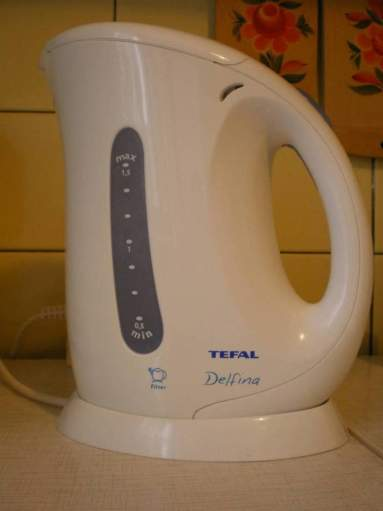 max
1,5
1
0,5
min
TEFAL
Delfina
Filter